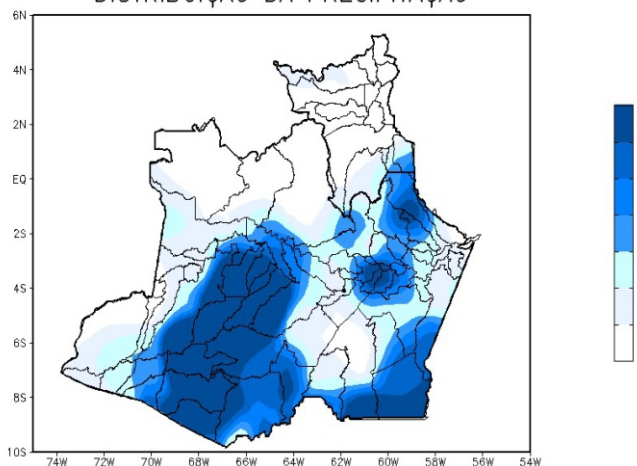 DISTRIBUIÇÃO DA PRECIPITAÇÃO
6N
4N
2N
EQ
2S
4S
6S
8S
10S
74W 72W 70W 68W 66W 64W 62W 60W 58W 56W 54W